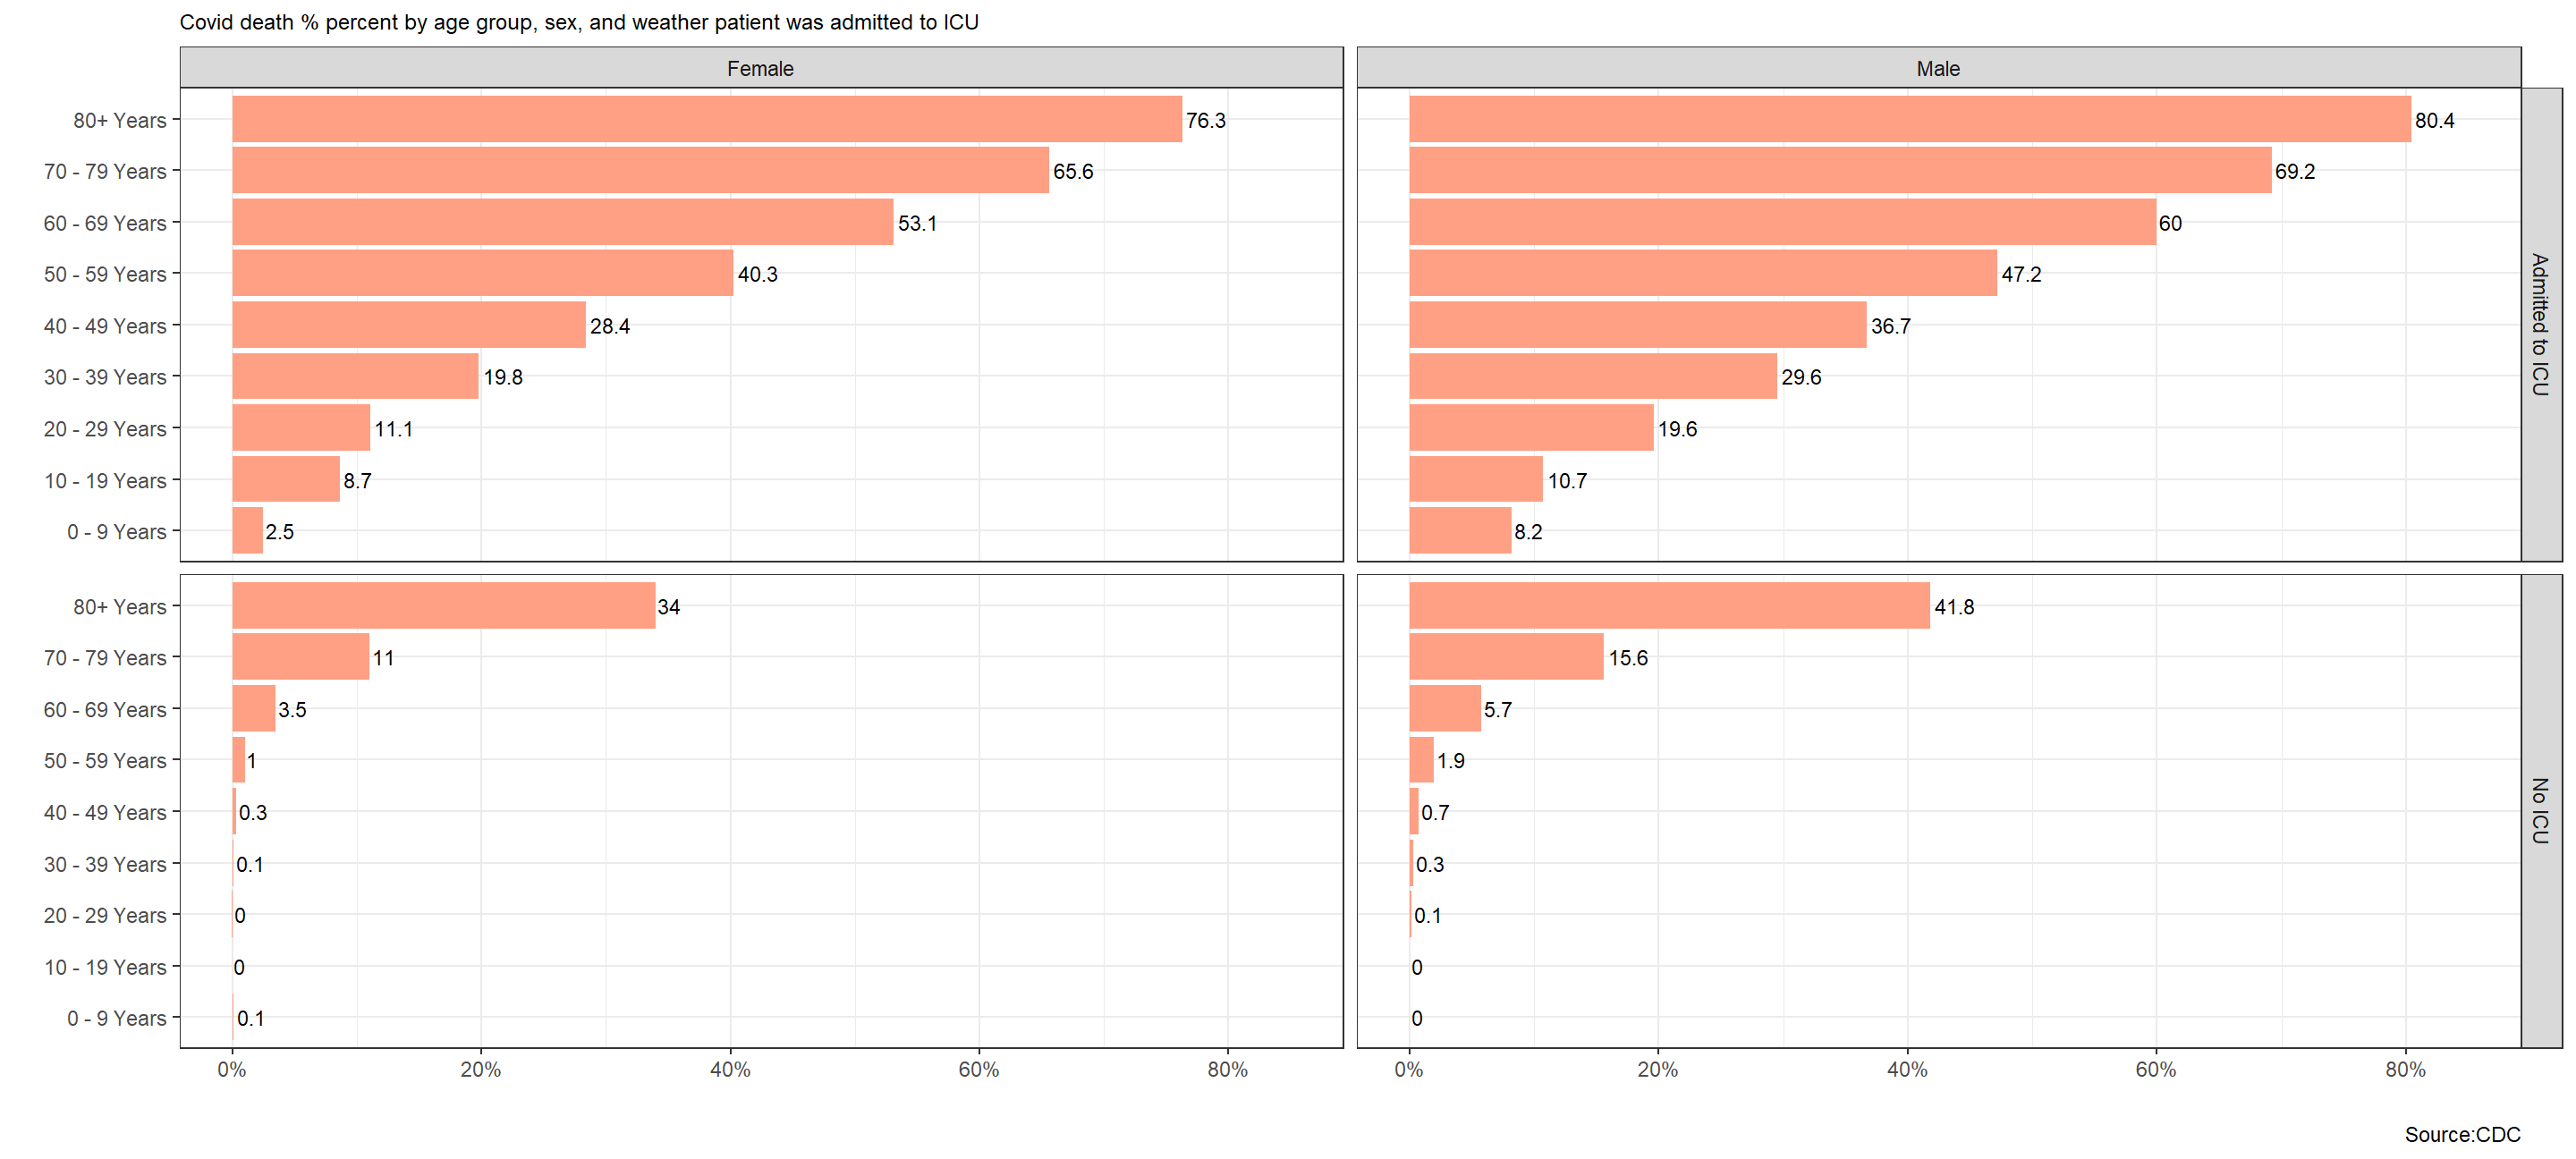 Covid death % percent by age group, sex, and weather patient was admitted to ICU
Female
Male
80+ Years
76.3
80.4
70 - 79 Years
65.6
69.2
60 - 69 Years
53.1
60
50 - 59 Years
40.3
47.2
40 - 49 Years
28.4
36.7
30 - 39 Years
19.8
29.6
20 - 29 Years
11.1
19.6
10 - 19 Years
8.7
10.7
0 - 9 Years
2.5
8.2
Admitted to ICU
80+ Years
34
41.8
70 - 79 Years
11
15.6
60 - 69 Years
3.5
5.7
50 - 59 Years
1
1.9
40 - 49 Years
0.3
0.7
30 - 39 Years
0.1
0.3
20 - 29 Years
0
0.1
10 - 19 Years
0
0
0 - 9 Years
0.1
0
No ICU
0% 20% 40% 60% 80%
0% 20% 40% 60% 80%
Source:CDC